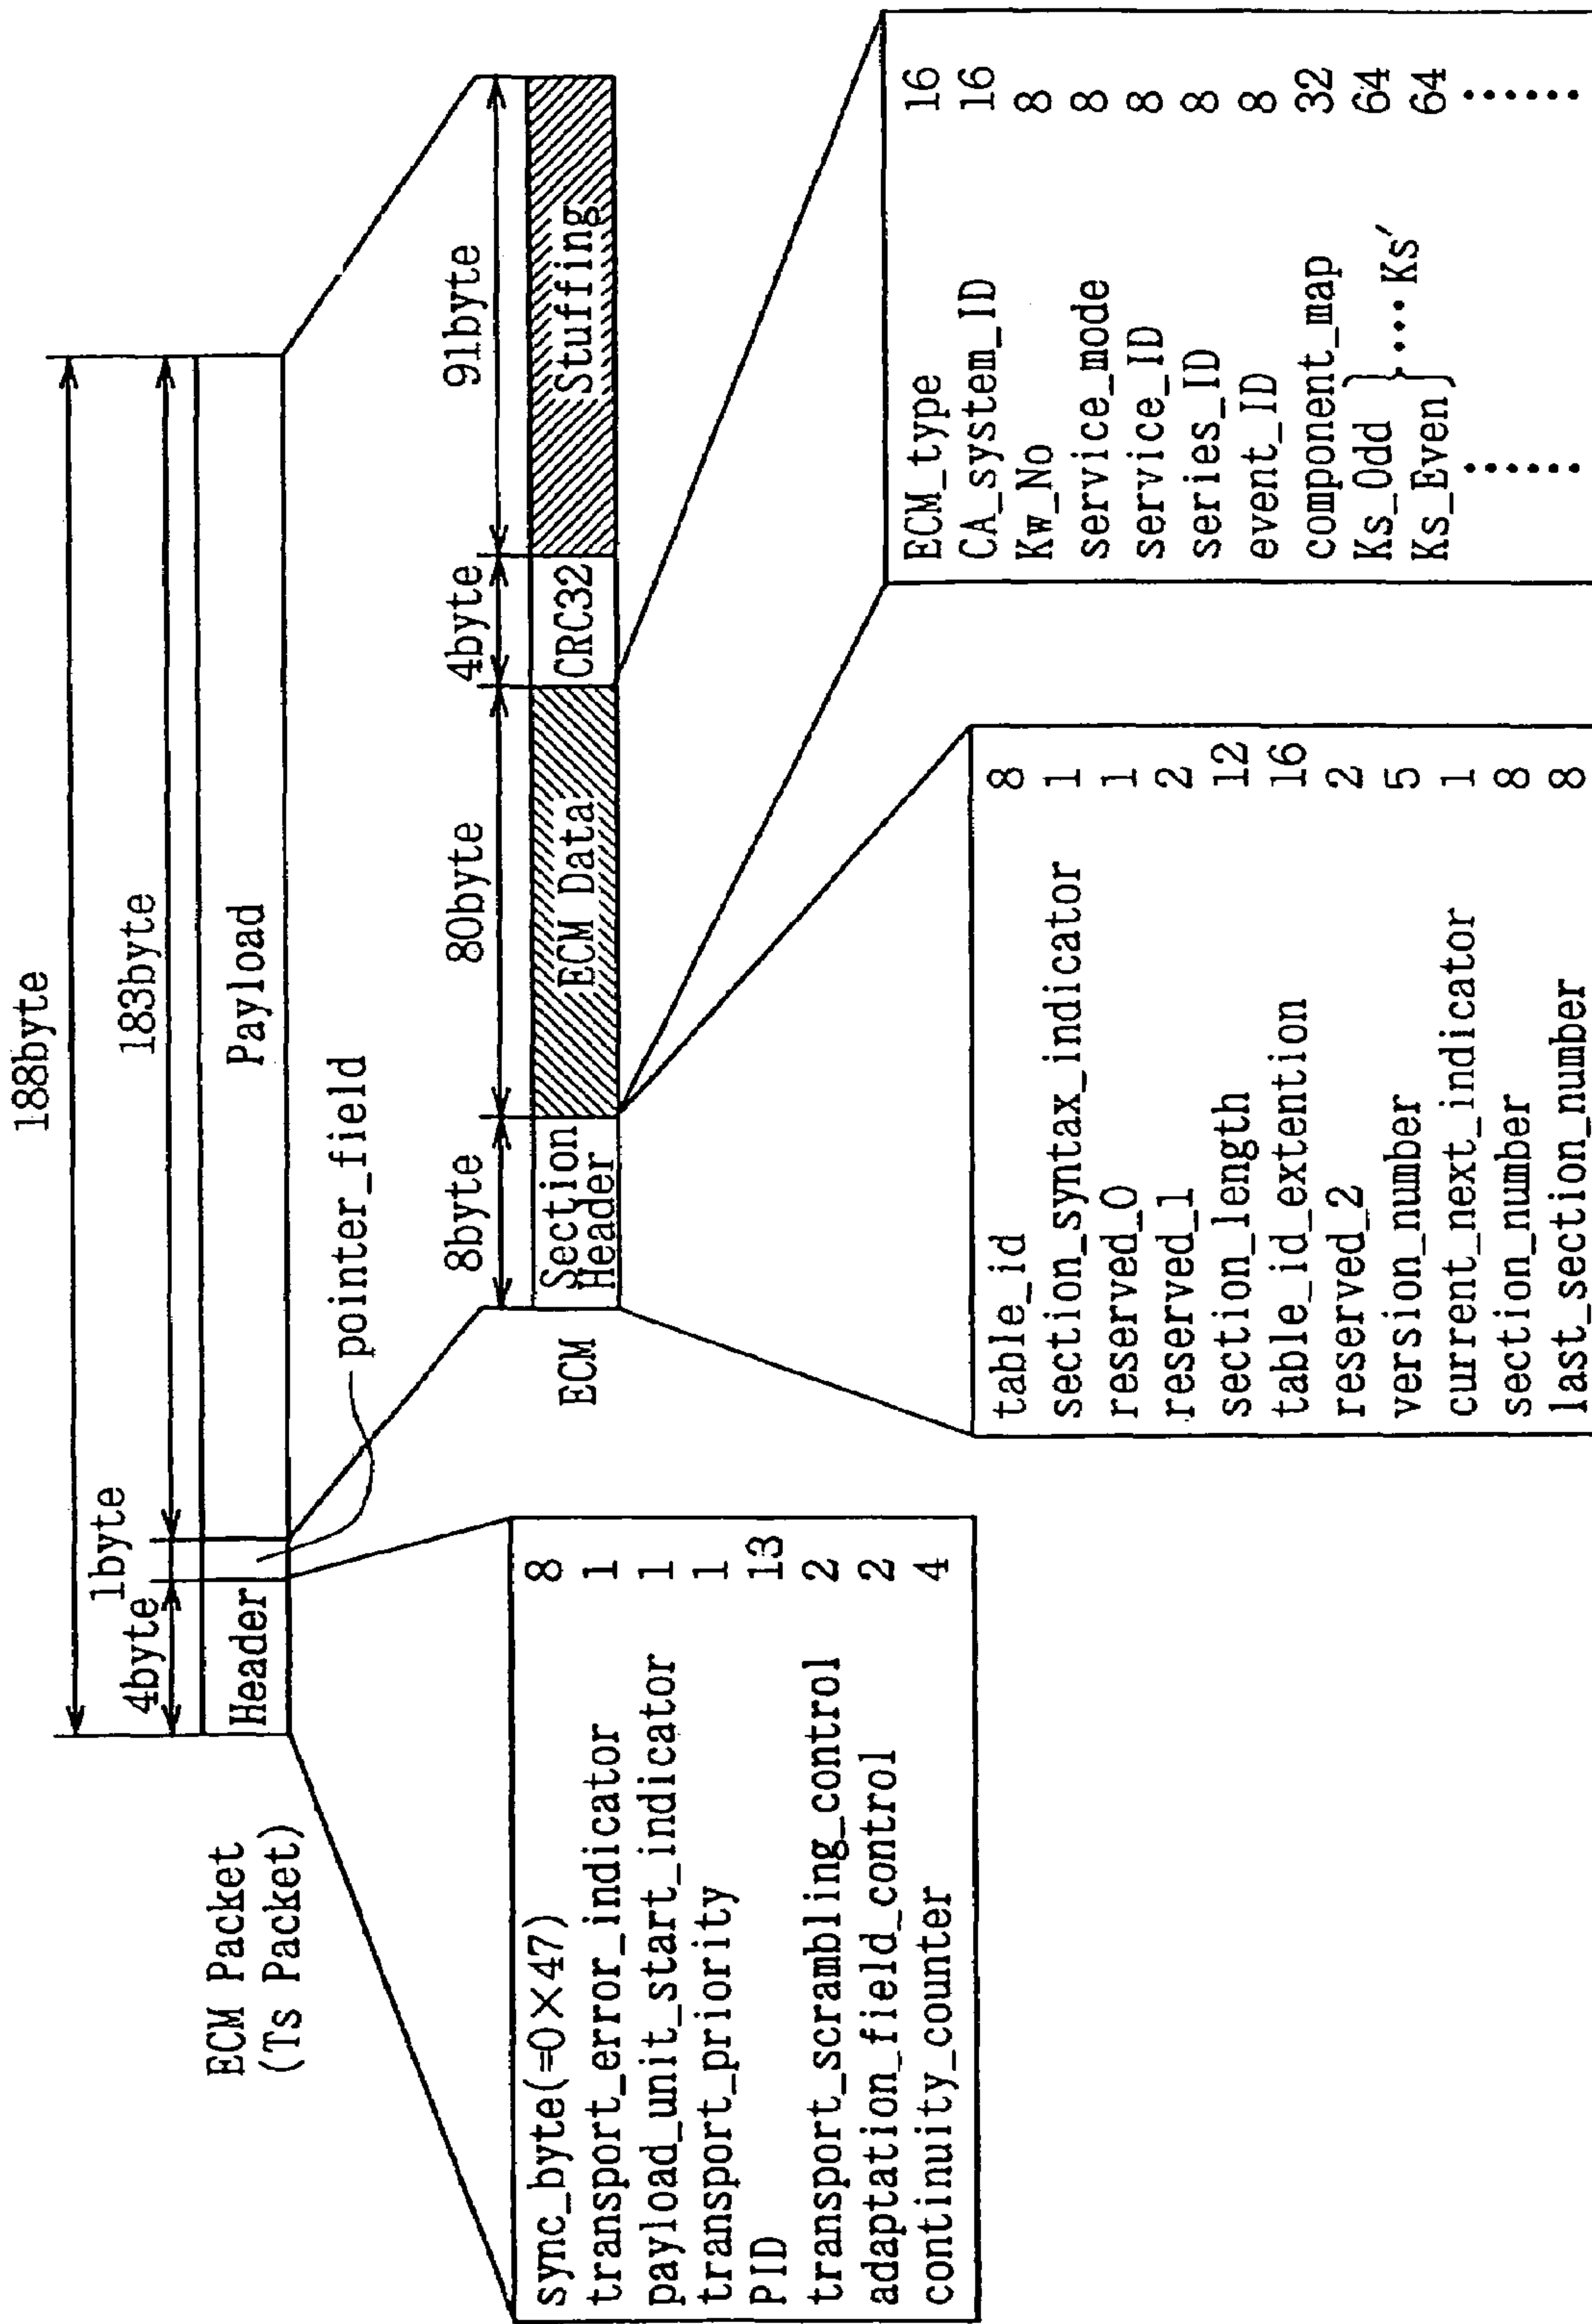 188byte
4byte 1byte 183byte
ECM Packet
(Ts Packet)
Header
Payload
pointer_field
sync_byte(=0×47) 8
transport_error_indicator 1
payload_unit_start_indicator 1
transport_priority 1
PID 13
transport_scrambling_control 2
adaptation_field_control 2
continuity_counter 4
8byte 80byte 4byte 91byte
ECM
Section
Header
ECM Data
CRC32
Stuffing
table_id 8
section_syntax_indicator 1
reserved_0 1
reserved_1 2
section_length 12
table_id_extention 16
reserved_2 2
version_number 5
current_next_indicator 1
section_number 8
last_section_number 8
ECM_type 16
CA_system_ID 16
Kw_No 8
service_mode 8
service_ID 8
series_ID 8
event_ID 8
component_map 32
Ks_Odd 64
····Ks′
Ks_Even 64
······ ······